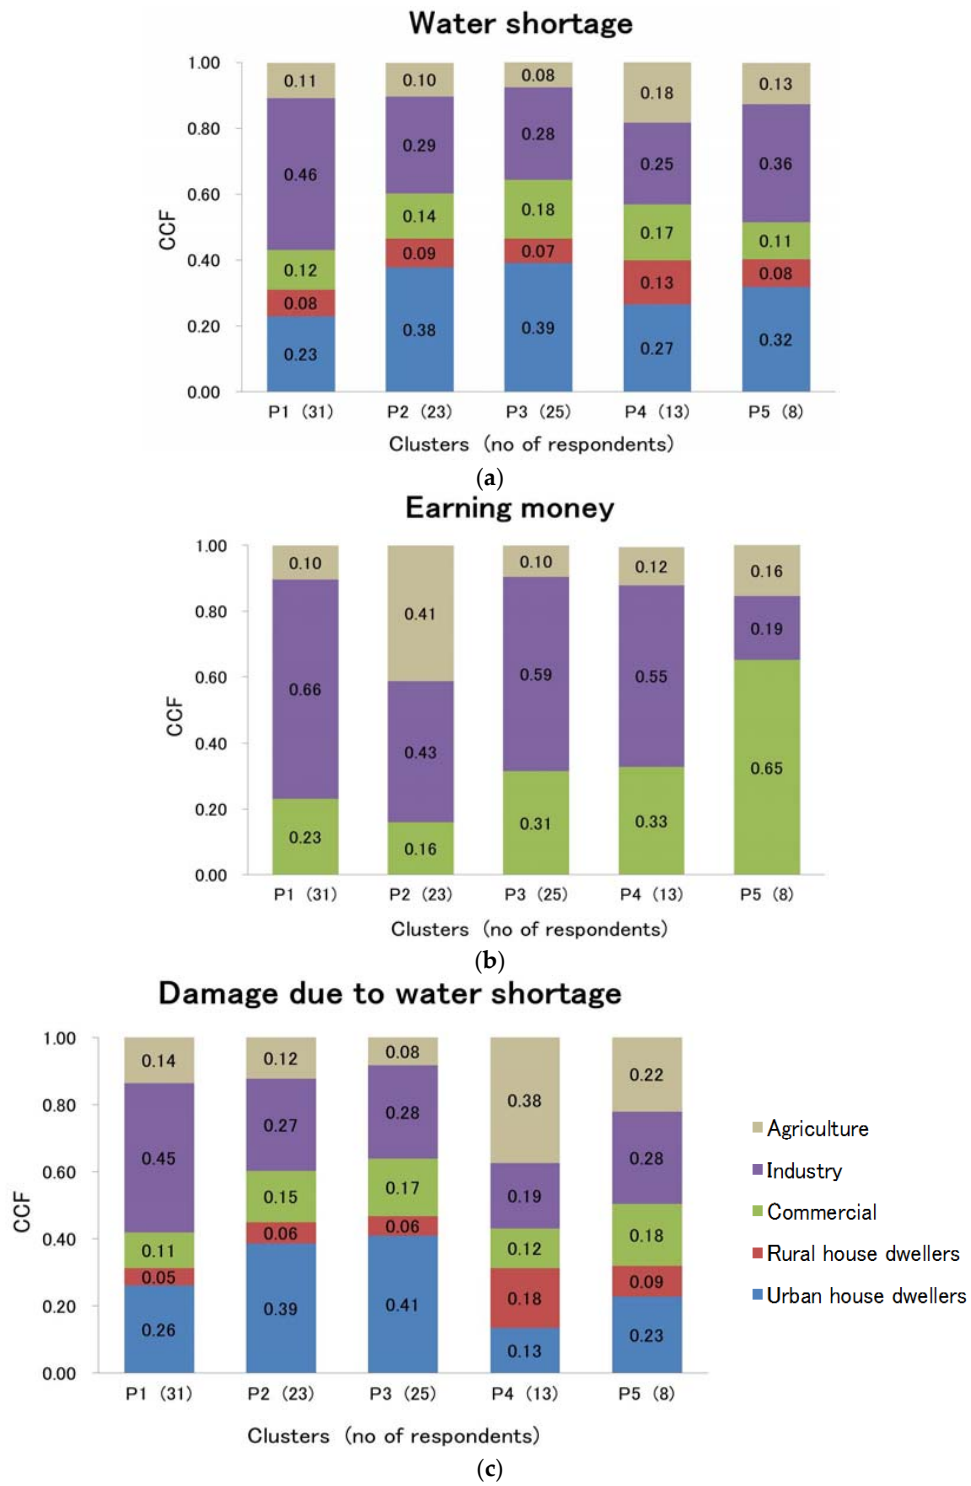 Water shortage
1.00
0.80
0.60
0.40
0.20
0.00
CCF
0.11 0.10 0.08 0.18 0.13
0.46 0.29 0.28 0.25 0.36
0.12 0.14 0.18 0.17 0.11
0.08 0.09 0.07 0.13 0.08
0.23 0.38 0.39 0.27 0.32
P1 (31) P2 (23) P3 (25) P4 (13) P5 (8)
Clusters (no of respondents)
(a)
Earning money
1.00
0.80
0.60
0.40
0.20
0.00
CCF
0.10 0.41 0.10 0.12 0.16
0.66 0.43 0.59 0.55 0.19
0.23 0.16 0.31 0.33 0.65
P1 (31) P2 (23) P3 (25) P4 (13) P5 (8)
Clusters (no of respondents)
(b)
Damage due to water shortage
1.00
0.80
0.60
0.40
0.20
0.00
CCF
0.14 0.12 0.08 0.38 0.22
0.45 0.27 0.28 0.19 0.28
0.11 0.15 0.17 0.12 0.18
0.05 0.06 0.06 0.18 0.09
0.26 0.39 0.41 0.13 0.23
P1 (31) P2 (23) P3 (25) P4 (13) P5 (8)
Clusters (no of respondents)
Agriculture
Industry
Commercial
Rural house dwellers
Urban house dwellers
(c)